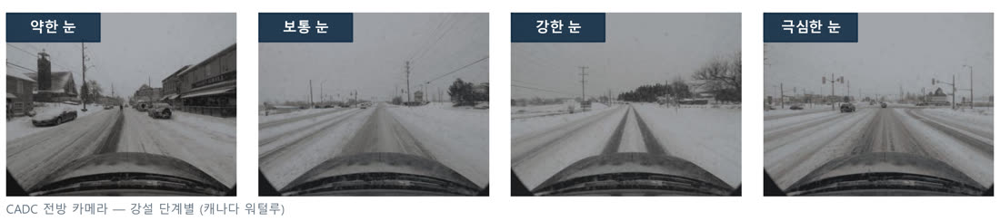 약한 눈
보통 눈
강한 눈
극심한 눈
CADC 전방 카메라 — 강설 단계별 (캐나다 워털루)